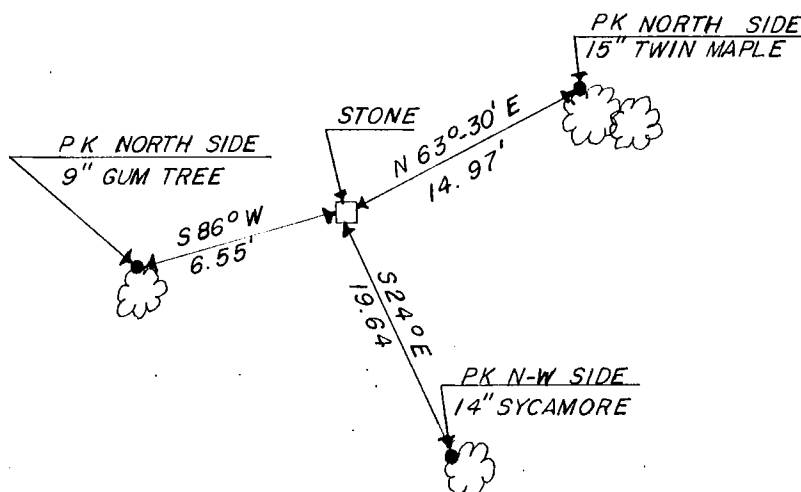 PK NORTH SIDE
15" TWIN MAPLE
STONE
N 63°-30' E
14.97'
PK NORTH SIDE
9" GUM TREE
S 86° W
6.55'
S 24° E
19.64
PK N-W SIDE
14" SYCAMORE